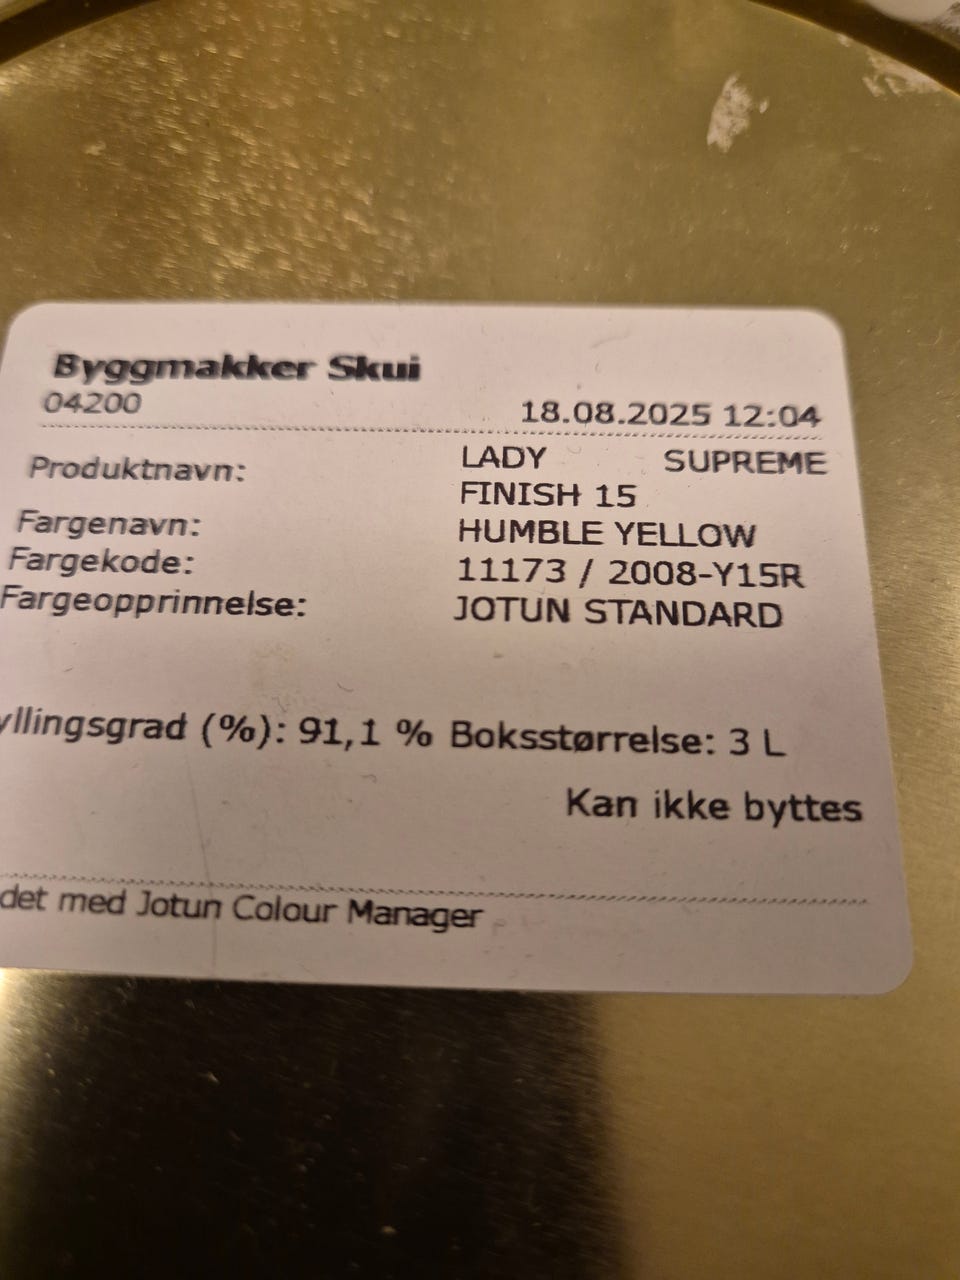 Byggmakker Skui
04200
18.08.2025 12:04
Produktnavn: LADY SUPREME
FINISH 15
Fargenavn: HUMBLE YELLOW
Fargekode: 11173 / 2008-Y15R
Fargeopprinnelse: JOTUN STANDARD
yllingsgrad (%): 91,1 % Boksstørrelse: 3 L
Kan ikke byttes
det med Jotun Colour Manager